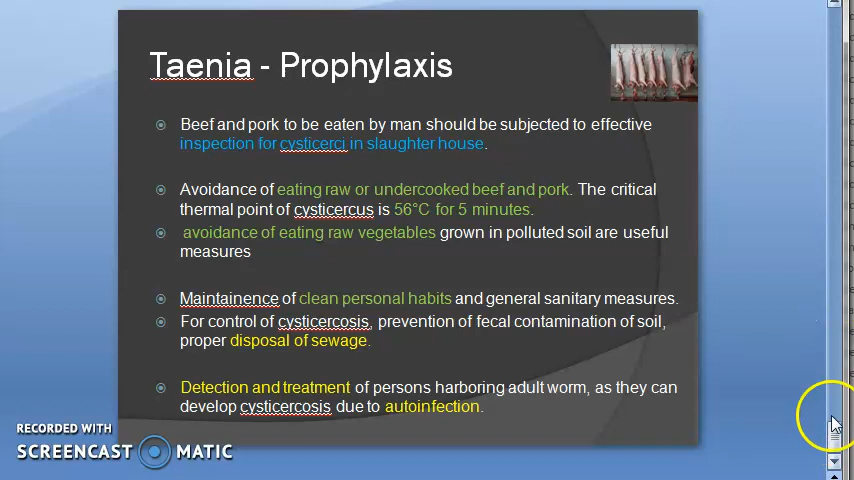 Taenia - Prophylaxis
Beef and pork to be eaten by man should be subjected to effective
inspection for cysticerci in slaughter house.
Avoidance of eating raw or undercooked beef and pork. The critical
thermal point of cysticercus is 56°C for 5 minutes.
avoidance of eating raw vegetables grown in polluted soil are useful
measures
Maintainence of clean personal habits and general sanitary measures.
For control of cysticercosis, prevention of fecal contamination of soil,
proper disposal of sewage.
Detection and treatment of persons harboring adult worm, as they can
develop cysticercosis due to autoinfection.
RECORDED WITH
SCREENCAST MATIC